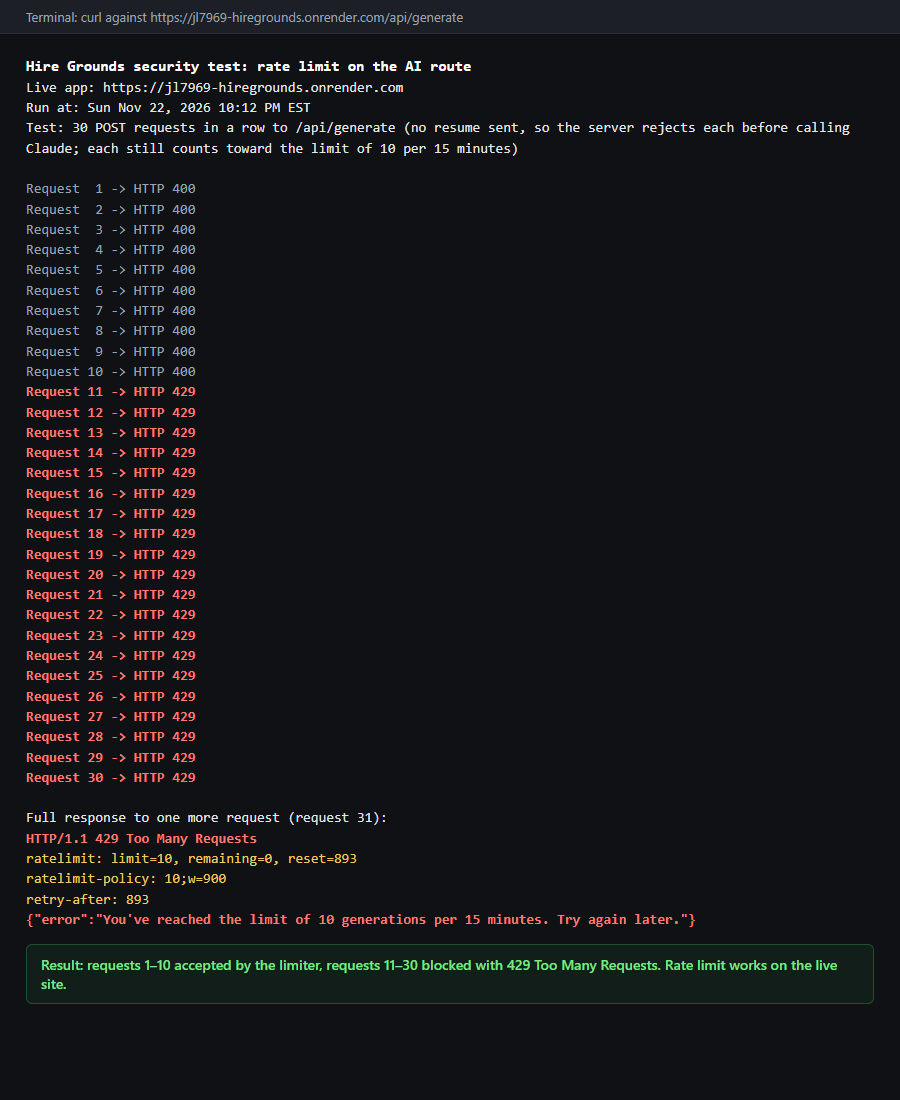 Terminal: curl against https://jl7969-hiregrounds.onrender.com/api/generate
Hire Grounds security test: rate limit on the AI route
Live app: https://jl7969-hiregrounds.onrender.com
Run at: Sun Nov 22, 2026 10:12 PM EST
Test: 30 POST requests in a row to /api/generate (no resume sent, so the server rejects each before calling
Claude; each still counts toward the limit of 10 per 15 minutes)
Request  1 -> HTTP 400
Request  2 -> HTTP 400
Request  3 -> HTTP 400
Request  4 -> HTTP 400
Request  5 -> HTTP 400
Request  6 -> HTTP 400
Request  7 -> HTTP 400
Request  8 -> HTTP 400
Request  9 -> HTTP 400
Request 10 -> HTTP 400
Request 11 -> HTTP 429
Request 12 -> HTTP 429
Request 13 -> HTTP 429
Request 14 -> HTTP 429
Request 15 -> HTTP 429
Request 16 -> HTTP 429
Request 17 -> HTTP 429
Request 18 -> HTTP 429
Request 19 -> HTTP 429
Request 20 -> HTTP 429
Request 21 -> HTTP 429
Request 22 -> HTTP 429
Request 23 -> HTTP 429
Request 24 -> HTTP 429
Request 25 -> HTTP 429
Request 26 -> HTTP 429
Request 27 -> HTTP 429
Request 28 -> HTTP 429
Request 29 -> HTTP 429
Request 30 -> HTTP 429
Full response to one more request (request 31):
HTTP/1.1 429 Too Many Requests
ratelimit: limit=10, remaining=0, reset=893
ratelimit-policy: 10;w=900
retry-after: 893
{"error":"You've reached the limit of 10 generations per 15 minutes. Try again later."}
Result: requests 1–10 accepted by the limiter, requests 11–30 blocked with 429 Too Many Requests. Rate limit works on the live
site.